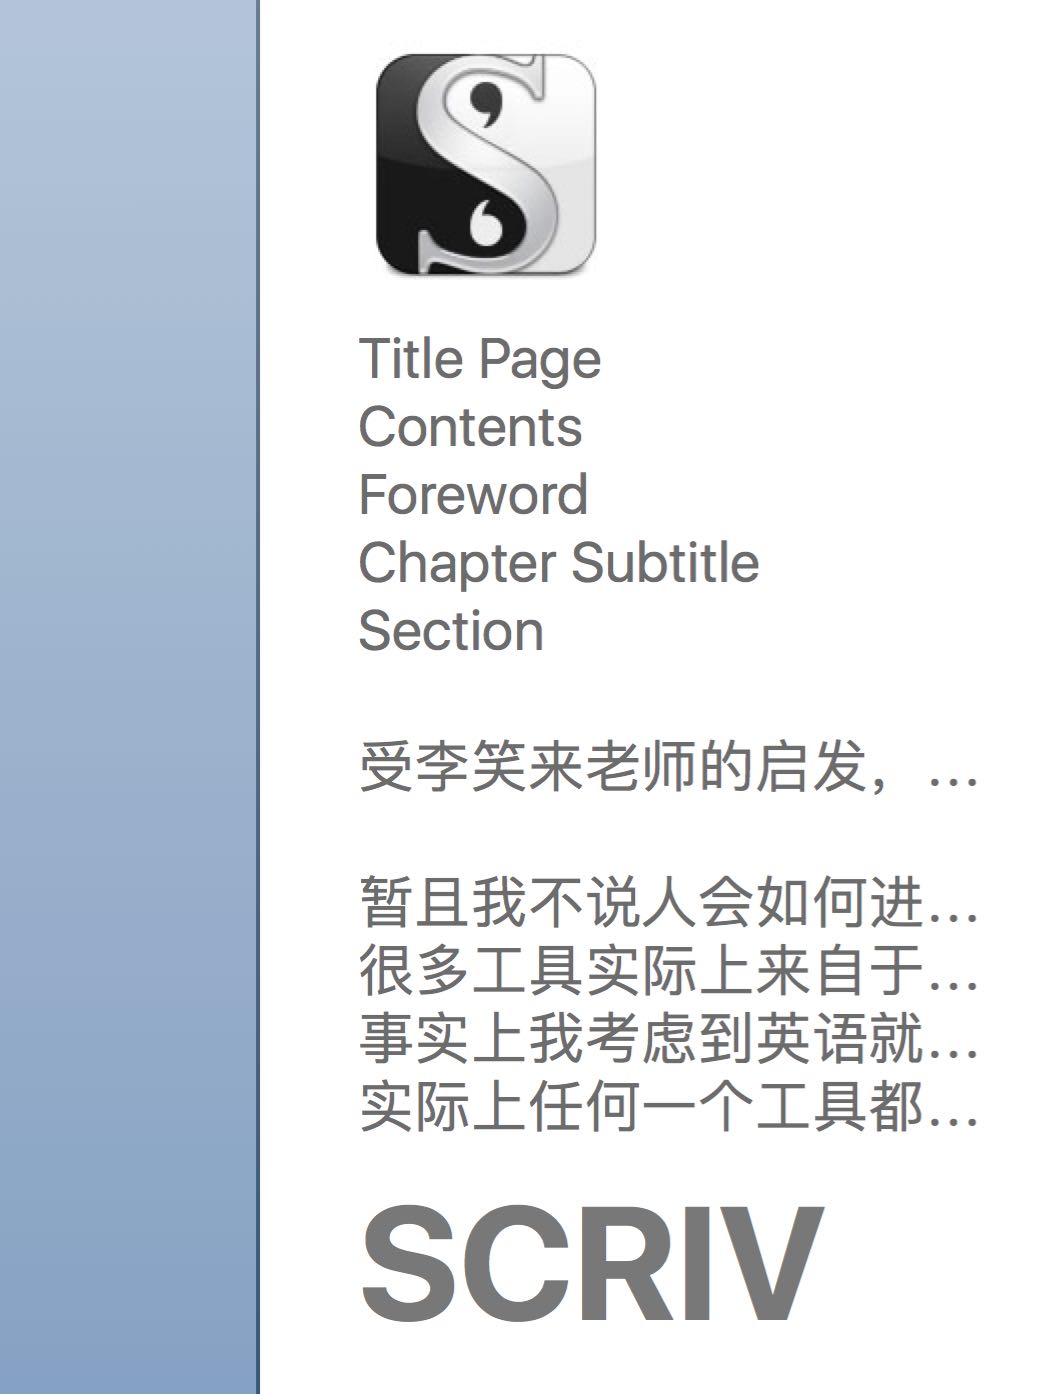 Title Page
Contents
Foreword
Chapter Subtitle
Section
受李笑来老师的启发，...
暂且我不说人会如何进...
很多工具实际上来自于...
事实上我考虑到英语就...
实际上任何一个工具都...
SCRIV